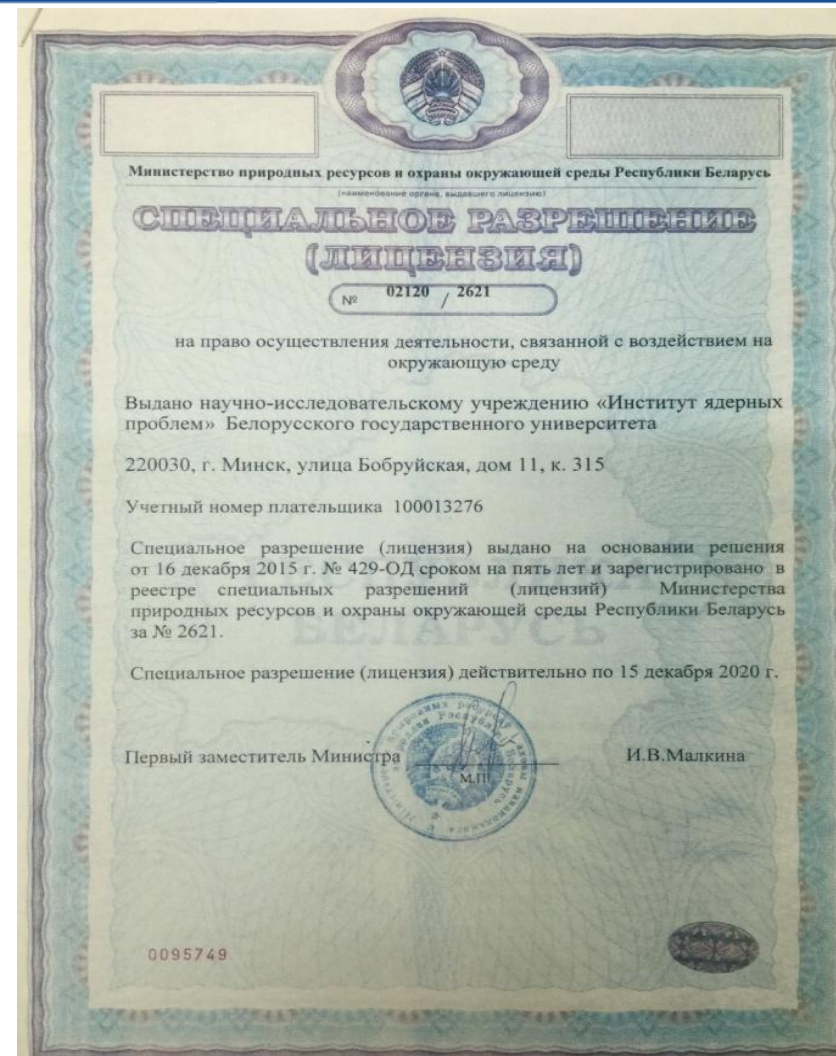 Министерство природных ресурсов и охраны окружающей среды Республики Беларусь
(наименование органа, выдавшего лицензию)
СПЕЦИАЛЬНОЕ РАЗРЕШЕНИЕ
(ЛИЦЕНЗИЯ)
№ 02120 / 2621
на право осуществления деятельности, связанной с воздействием на
окружающую среду
Выдано научно-исследовательскому учреждению «Институт ядерных
проблем» Белорусского государственного университета
220030, г. Минск, улица Бобруйская, дом 11, к. 315
Учетный номер плательщика 100013276
Специальное разрешение (лицензия) выдано на основании решения
от 16 декабря 2015 г. № 429-ОД сроком на пять лет и зарегистрировано в
реестре специальных разрешений (лицензий) Министерства
природных ресурсов и охраны окружающей среды Республики Беларусь
за № 2621.
БЕЛАРУСЬ
Специальное разрешение (лицензия) действительно по 15 декабря 2020 г.
Первый заместитель Министра И.В.Малкина
М.П.
0095749